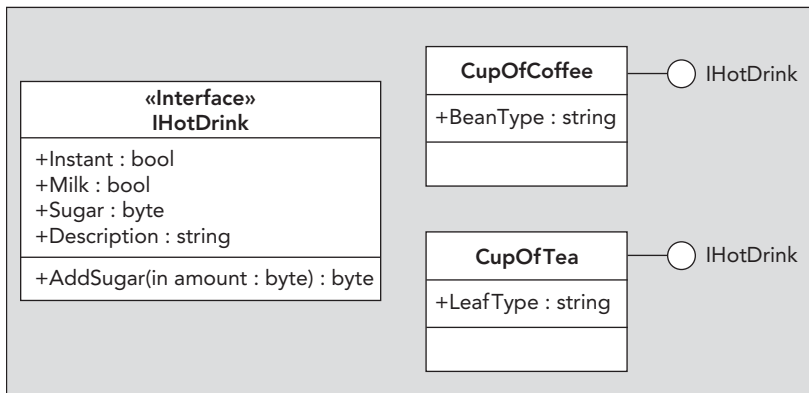 «Interface»
IHotDrink
+Instant : bool
+Milk : bool
+Sugar : byte
+Description : string
+AddSugar(in amount : byte) : byte
CupOfCoffee
+BeanType : string
IHotDrink
CupOfTea
+LeafType : string
IHotDrink